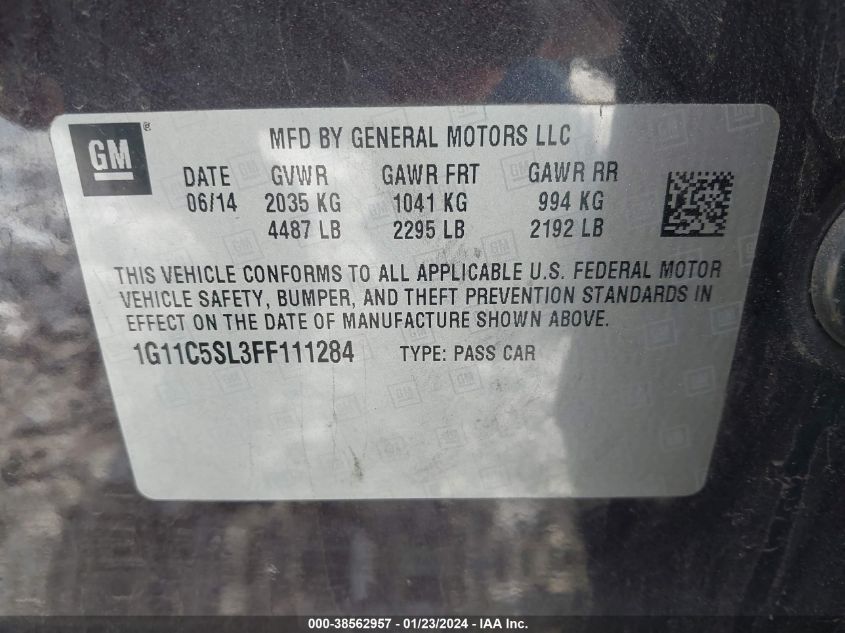 GM ®
MFD BY GENERAL MOTORS LLC
DATE GVWR GAWR FRT GAWR RR
06/14 2035 KG 1041 KG 994 KG
4487 LB 2295 LB 2192 LB
THIS VEHICLE CONFORMS TO ALL APPLICABLE U.S. FEDERAL MOTOR
VEHICLE SAFETY, BUMPER, AND THEFT PREVENTION STANDARDS IN
EFFECT ON THE DATE OF MANUFACTURE SHOWN ABOVE.
1G11C5SL3FF111284 TYPE: PASS CAR
000-38562957 - 01/23/2024 - IAA Inc.